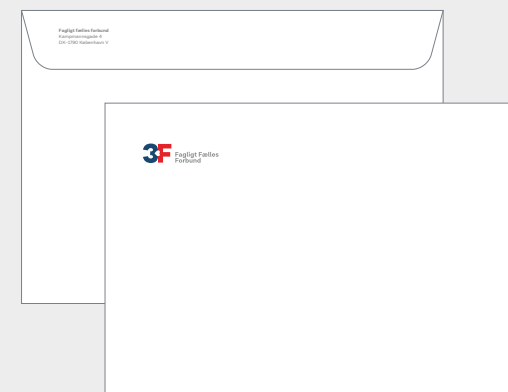 Fagligt fælles forbund
Kampmannsgade 4
DK-1790 København V
3F
Fagligt Fælles
Forbund